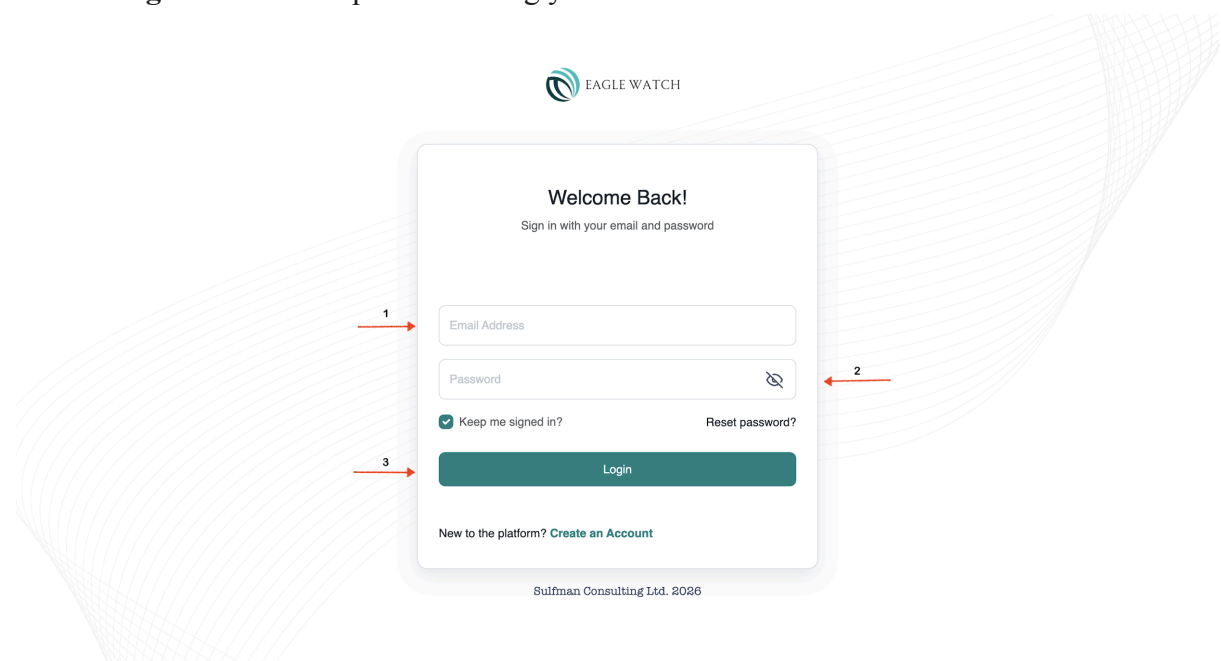 EAGLE WATCH
Welcome Back!
Sign in with your email and password
1
Email Address
Password
2
Keep me signed in?
Reset password?
3
Login
New to the platform? Create an Account
Sulfman Consulting Ltd. 2026